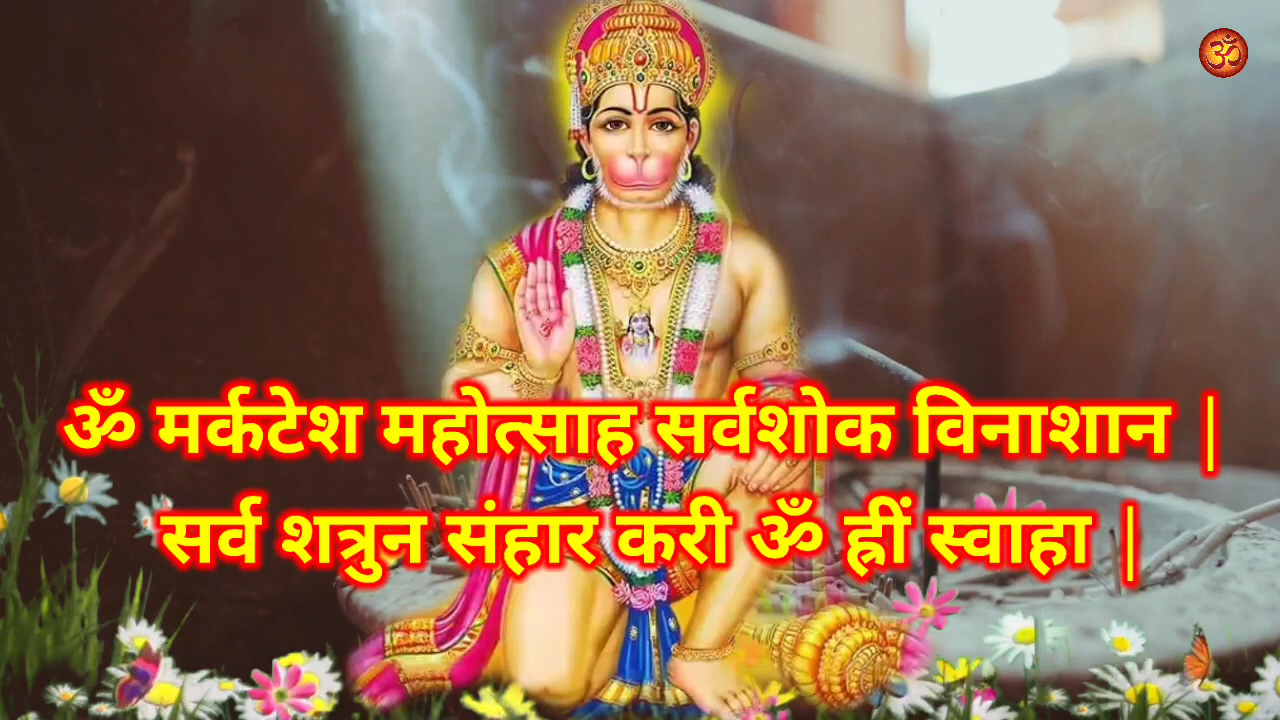 ॐ मर्कटेश महोत्साह सर्वशोक विनाशान |
सर्व शत्रुन संहार करी ॐ ह्रीं स्वाहा |
ॐ